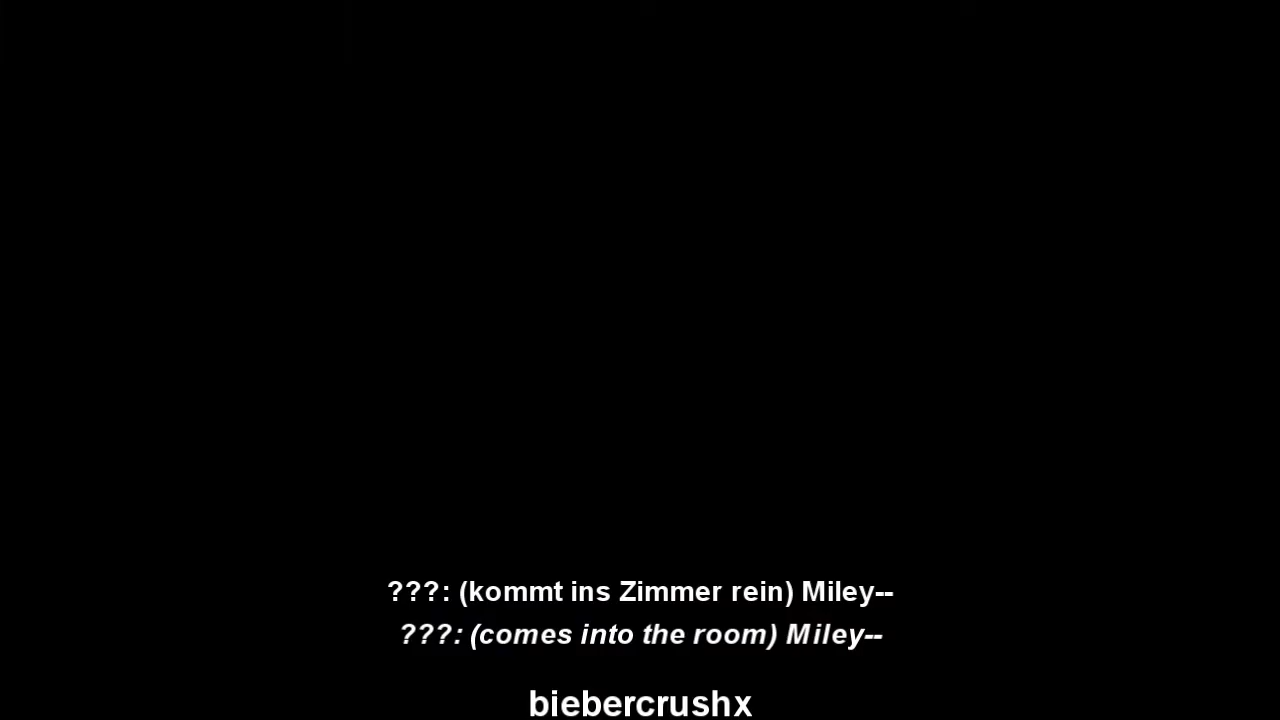 ???: (kommt ins Zimmer rein) Miley--
???: (comes into the room) Miley--
biebercrushx